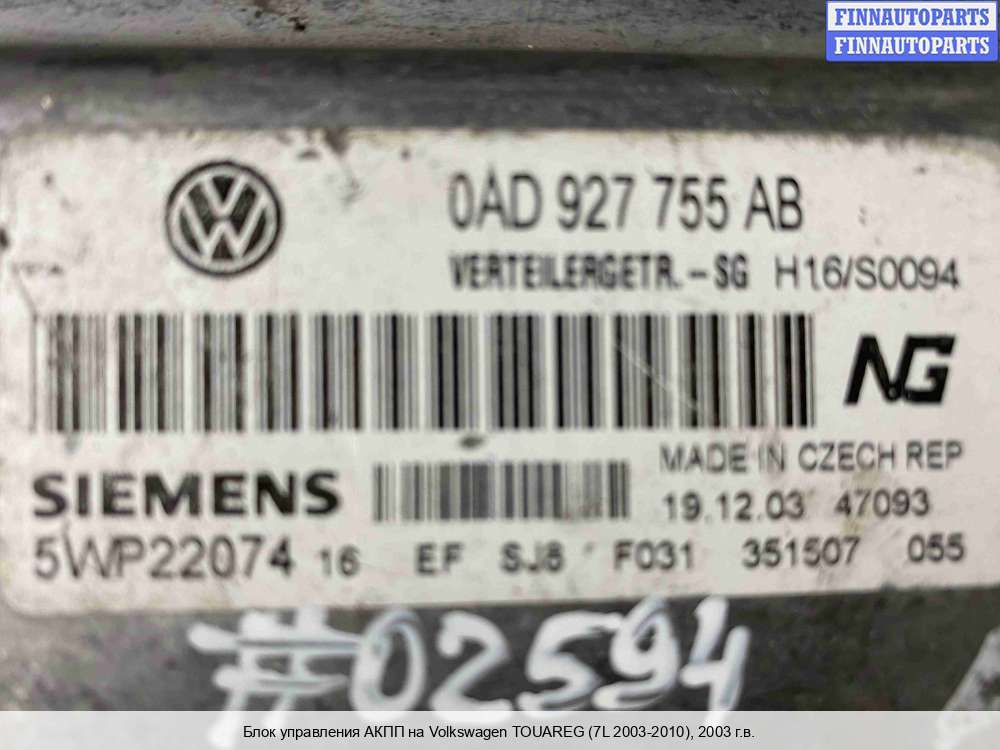 FINNAUTOPARTS
FINNAUTOPARTS
VW
0AD 927 755 AB
VERTEILERGETR.-SG H16/S0094
NG
MADE IN CZECH REP
SIEMENS
19.12.03 47093
5WP22074 16 EF SJ8 F031 351507 055
#02594
Блок управления АКПП на Volkswagen TOUAREG (7L 2003-2010), 2003 г.в.